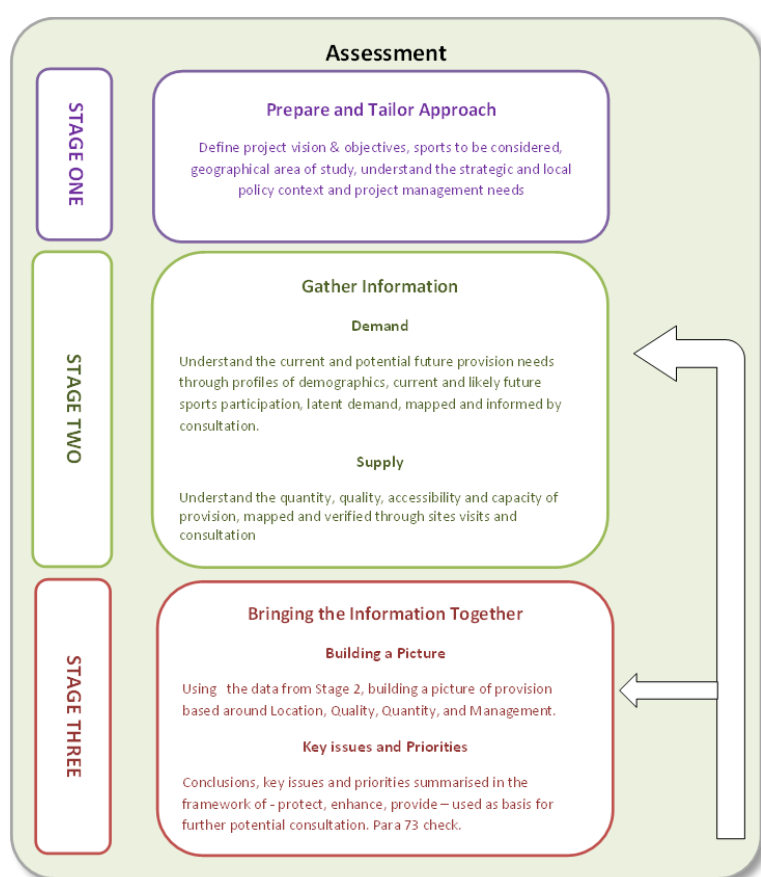 Assessment
STAGE ONE
Prepare and Tailor Approach
Define project vision & objectives, sports to be considered,
geographical area of study, understand the strategic and local
policy context and project management needs
STAGE TWO
Gather Information
Demand
Understand the current and potential future provision needs
through profiles of demographics, current and likely future
sports participation, latent demand, mapped and informed by
consultation.
Supply
Understand the quantity, quality, accessibility and capacity of
provision, mapped and verified through sites visits and
consultation
STAGE THREE
Bringing the Information Together
Building a Picture
Using the data from Stage 2, building a picture of provision
based around Location, Quality, Quantity, and Management.
Key issues and Priorities
Conclusions, key issues and priorities summarised in the
framework of - protect, enhance, provide – used as basis for
further potential consultation. Para 73 check.